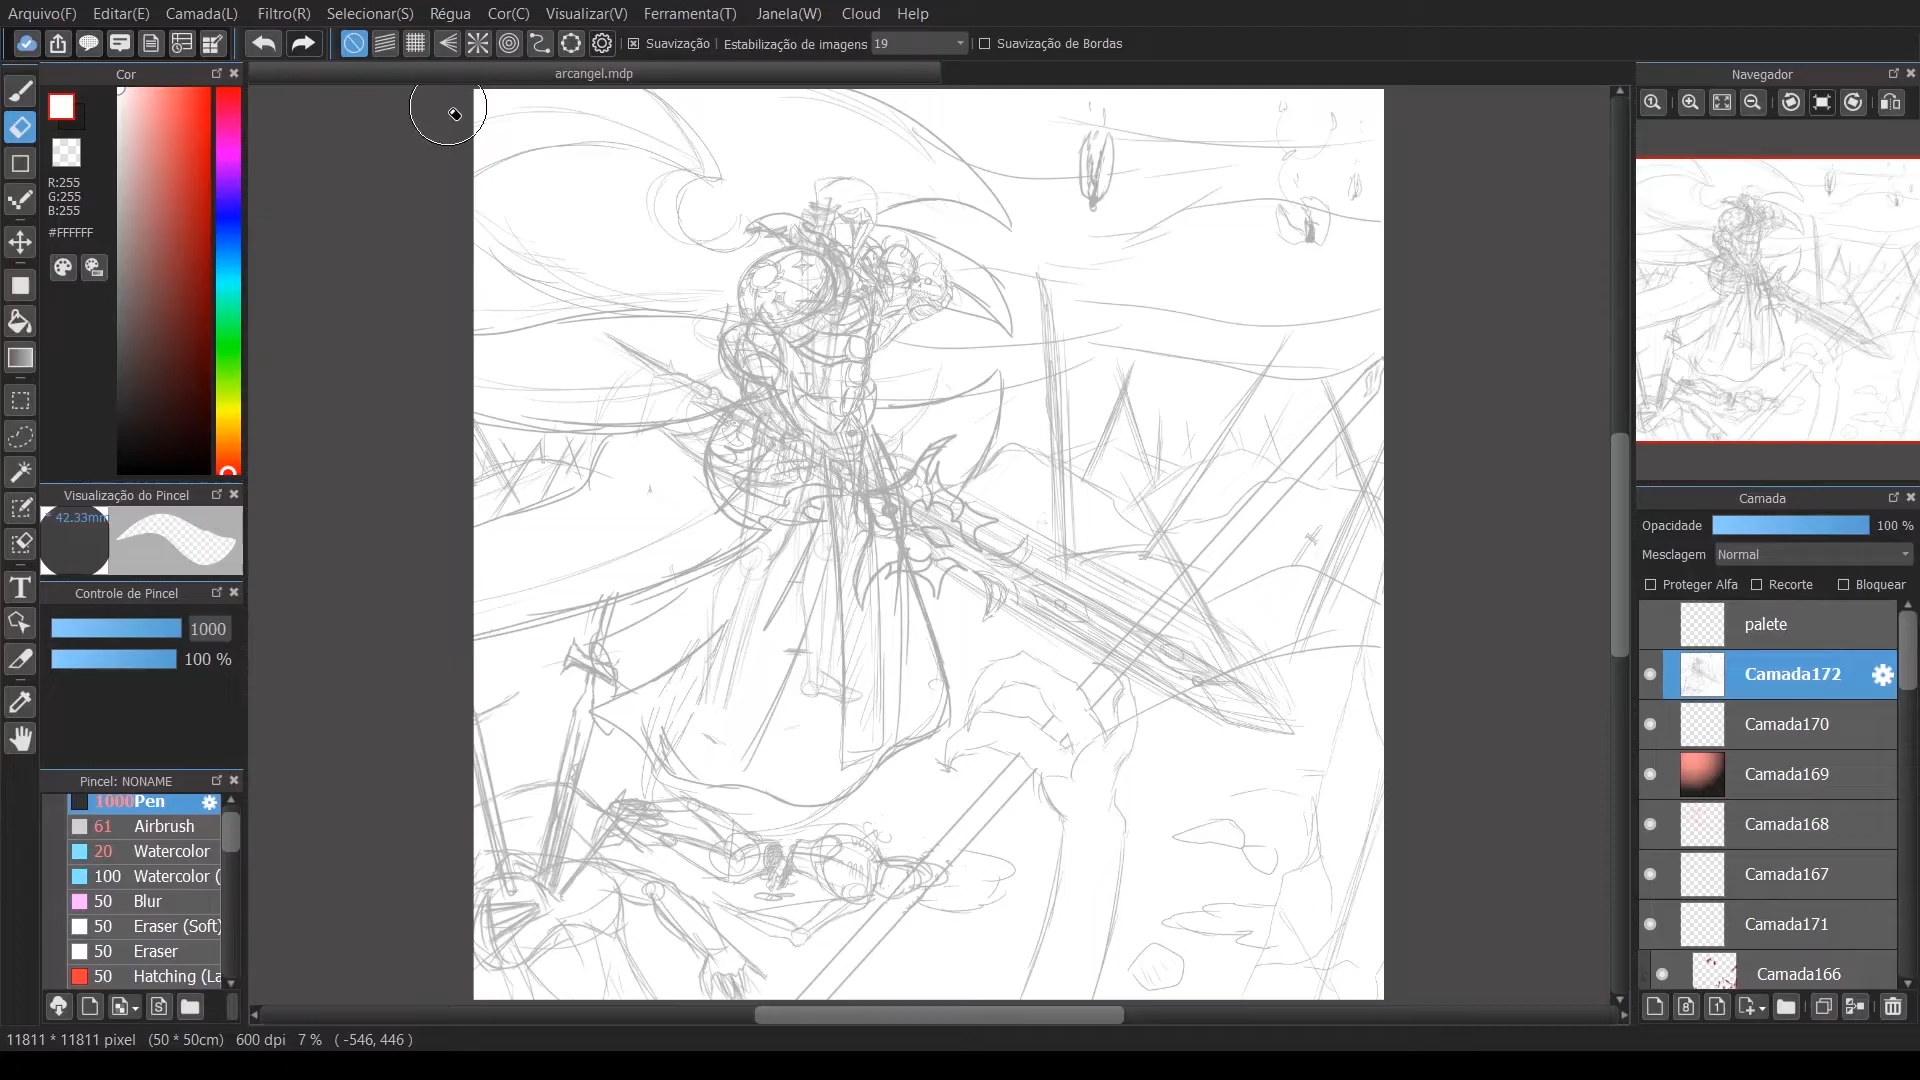 Arquivo(F) Editar(E) Camada(L) Filtro(R) Selecionar(S) Régua Cor(C) Visualizar(V) Ferramenta(T) Janela(W) Cloud Help
Suavização Estabilização de imagens 19 Suavização de Bordas
Cor
arcangel.mdp
Navegador
R:255
G:255
B:255
#FFFFFF
Visualização do Pincel
* 42.33mm
Controle de Pincel
1000
100 %
Pincel: NONAME
1000 Pen
61 Airbrush
20 Watercolor
100 Watercolor (
50 Blur
50 Eraser (Soft)
50 Eraser
50 Hatching (La
Camada
Opacidade 100 %
Mesclagem Normal
Proteger Alfa Recorte Bloquear
palete
Camada172
Camada170
Camada169
Camada168
Camada167
Camada171
Camada166
11811 * 11811 pixel (50 * 50cm) 600 dpi 7 % ( -546, 446 )